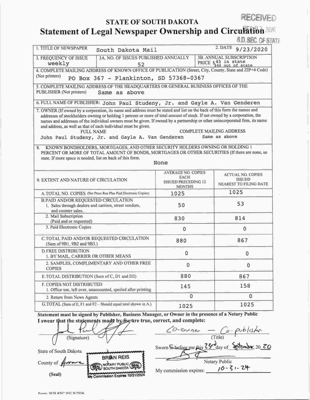 RECEIVED
STATE OF SOUTH DAKOTA
Statement of Legal Newspaper Ownership and Circulation
S.D. SEC. OF STATE
1. TITLE OF NEWSPAPER South Dakota Mail 2. DATE 9/23/2020
3. FREQUENCY OF ISSUE weekly
3A. NO. OF ISSUES PUBLISHED ANNUALLY 52
3B. ANNUAL SUBSCRIPTION PRICE $43 in state
$48 out of state
4. COMPLETE MAILING ADDRESS OF KNOWN OFFICE OF PUBLICATION (Street, City, County, State and ZIP+4 Code)
(Not printers) PO Box 367 - Plankinton, SD 57368-0367
5. COMPLETE MAILING ADDRESS OF THE HEADQUARTERS OR GENERAL BUSINESS OFFICES OF THE
PUBLISHER (Not printers) Same as above
6. FULL NAME OF PUBLISHER: John Paul Studeny, Jr. and Gayle A. Van Genderen
7. OWNER (If owned by a corporation, its name and address must be stated and list on the back of this form the names and
addresses of stockholders owning or holding 1 percent or more of total amount of stock. If not owned by a corporation, the
names and addresses of the individual owners must be given. If owned by a partnership or other unincorporated firm, its name
and address, as well as that of each individual must be given.)
FULL NAME COMPLETE MAILING ADDRESS
John Paul Studeny, Jr. and Gayle A. Van Genderen Same as above
8. KNOWN BONDHOLDERS, MORTGAGES, AND OTHER SECURITY HOLDERS OWNING OR HOLDING 1
PERCENT OR MORE OF TOTAL AMOUNT OF BONDS, MORTGAGES OR OTHER SECURITIES (If there are none, so
state. If more space is needed, list on back of this form.
None
9. EXTENT AND NATURE OF CIRCULATION
AVERAGE NO. COPIES EACH ISSUED PRECEDING 12 MONTHS
ACTUAL NO. COPIES ISSUED NEAREST TO FILING DATE
A. TOTAL NO. COPIES (Net Press Run Plus Paid Electronic Copies) 1025 1025
B. PAID AND/OR REQUESTED CIRCULATION
1. Sales through dealers and carriers, street vendors, and counter sales. 50 53
2. Mail Subscription (Paid and or requested) 830 814
3. Paid Electronic Copies 0 0
C. TOTAL PAID AND/OR REQUESTED CIRCULATION (Sum of 9B1, 9B2 and 9B3.) 880 867
D. FREE DISTRIBUTION
1. BY MAIL, CARRIER OR OTHER MEANS 0 0
2. SAMPLES, COMPLIMENTARY AND OTHER FREE COPIES 0 0
E. TOTAL DISTRIBUTION (Sum of C, D1 and D2) 880 867
F. COPIES NOT DISTRIBUTED
1. Office use, left over, unaccounted, spoiled after printing 145 158
2. Return from News Agents 0 0
G. TOTAL (Sum of E, F1 and F2 - Should equal total shown in A.) 1025 1025
Statement must be signed by Publisher, Business Manager, or Owner in the presence of a Notary Public
I swear that the statements made by me are true, correct, and complete:
co-owner - co-publisher
(Signature) (Title)
State of South Dakota
Sworn before me this 23rd day of September 20 20
County of Aurora
BRIAN REIS
NOTARY PUBLIC
SOUTH DAKOTA
My Commission Expires 10/31/2024
(Seal)
Notary Public
My commission expires: 10-31-24